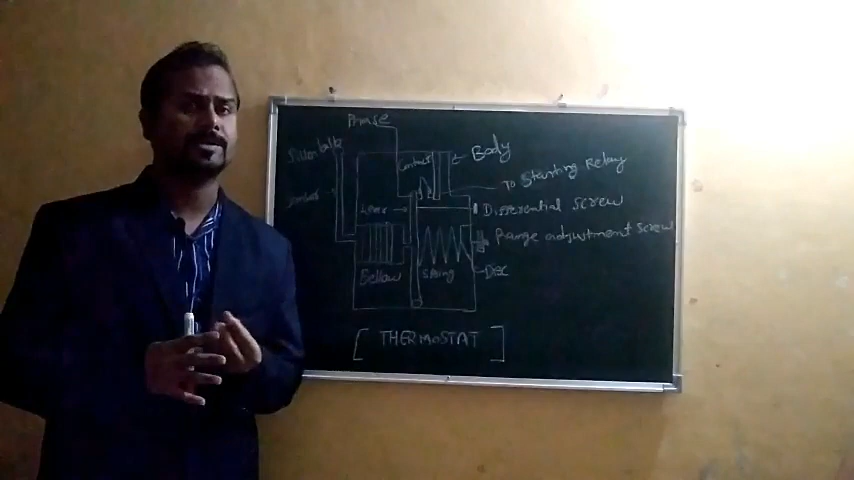 Phase
Contact
Body
To Starting Relay
Lever
Differential Screw
Range adjustment Screw
Bellow
Spring
Disc
[ THERMOSTAT ]